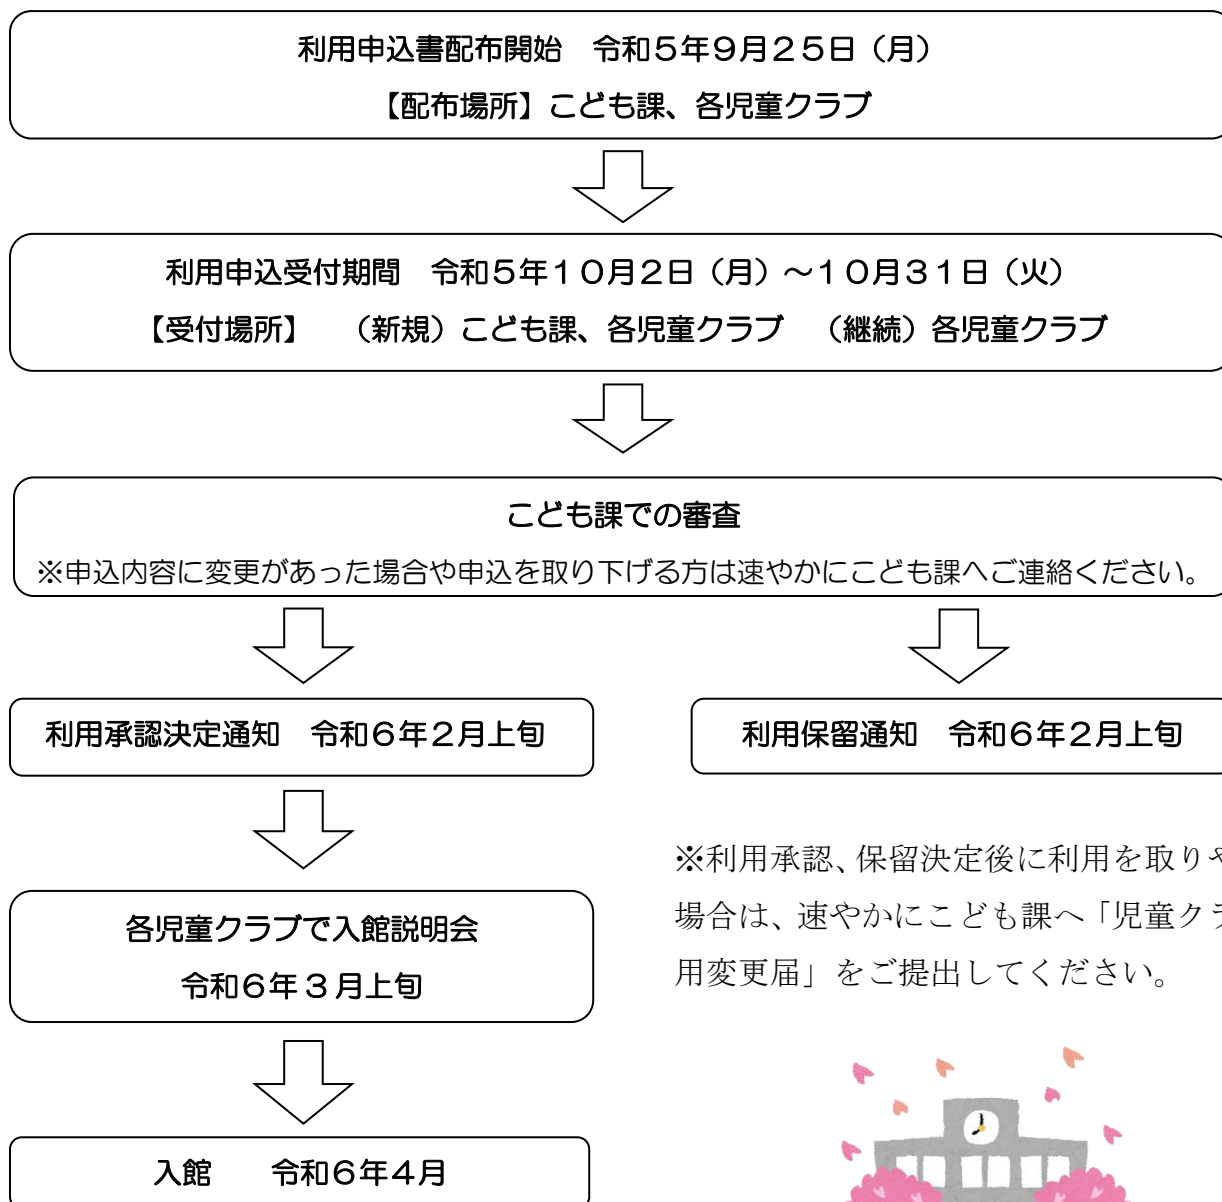 利用申込書配布開始　令和５年９月２５日（月）
【配布場所】こども課、各児童クラブ
利用申込受付期間　令和５年１０月２日（月）～１０月３１日（火）
【受付場所】　（新規）こども課、各児童クラブ　（継続）各児童クラブ
こども課での審査
※申込内容に変更があった場合や申込を取り下げる方は速やかにこども課へご連絡ください。
利用承認決定通知　令和６年２月上旬
利用保留通知　令和６年２月上旬
※利用承認、保留決定後に利用を取りや
場合は、速やかにこども課へ「児童クラ
用変更届」をご提出してください。
各児童クラブで入館説明会
令和６年３月上旬
入館　　令和６年４月